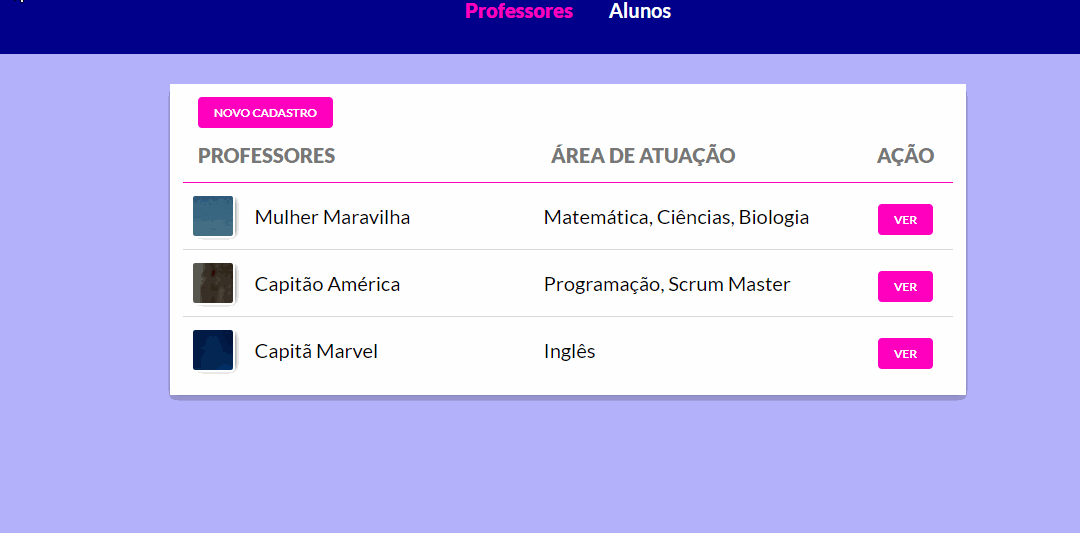 Professores Alunos
NOVO CADASTRO
PROFESSORES ÁREA DE ATUAÇÃO AÇÃO
Mulher Maravilha Matemática, Ciências, Biologia VER
Capitão América Programação, Scrum Master VER
Capitã Marvel Inglês VER